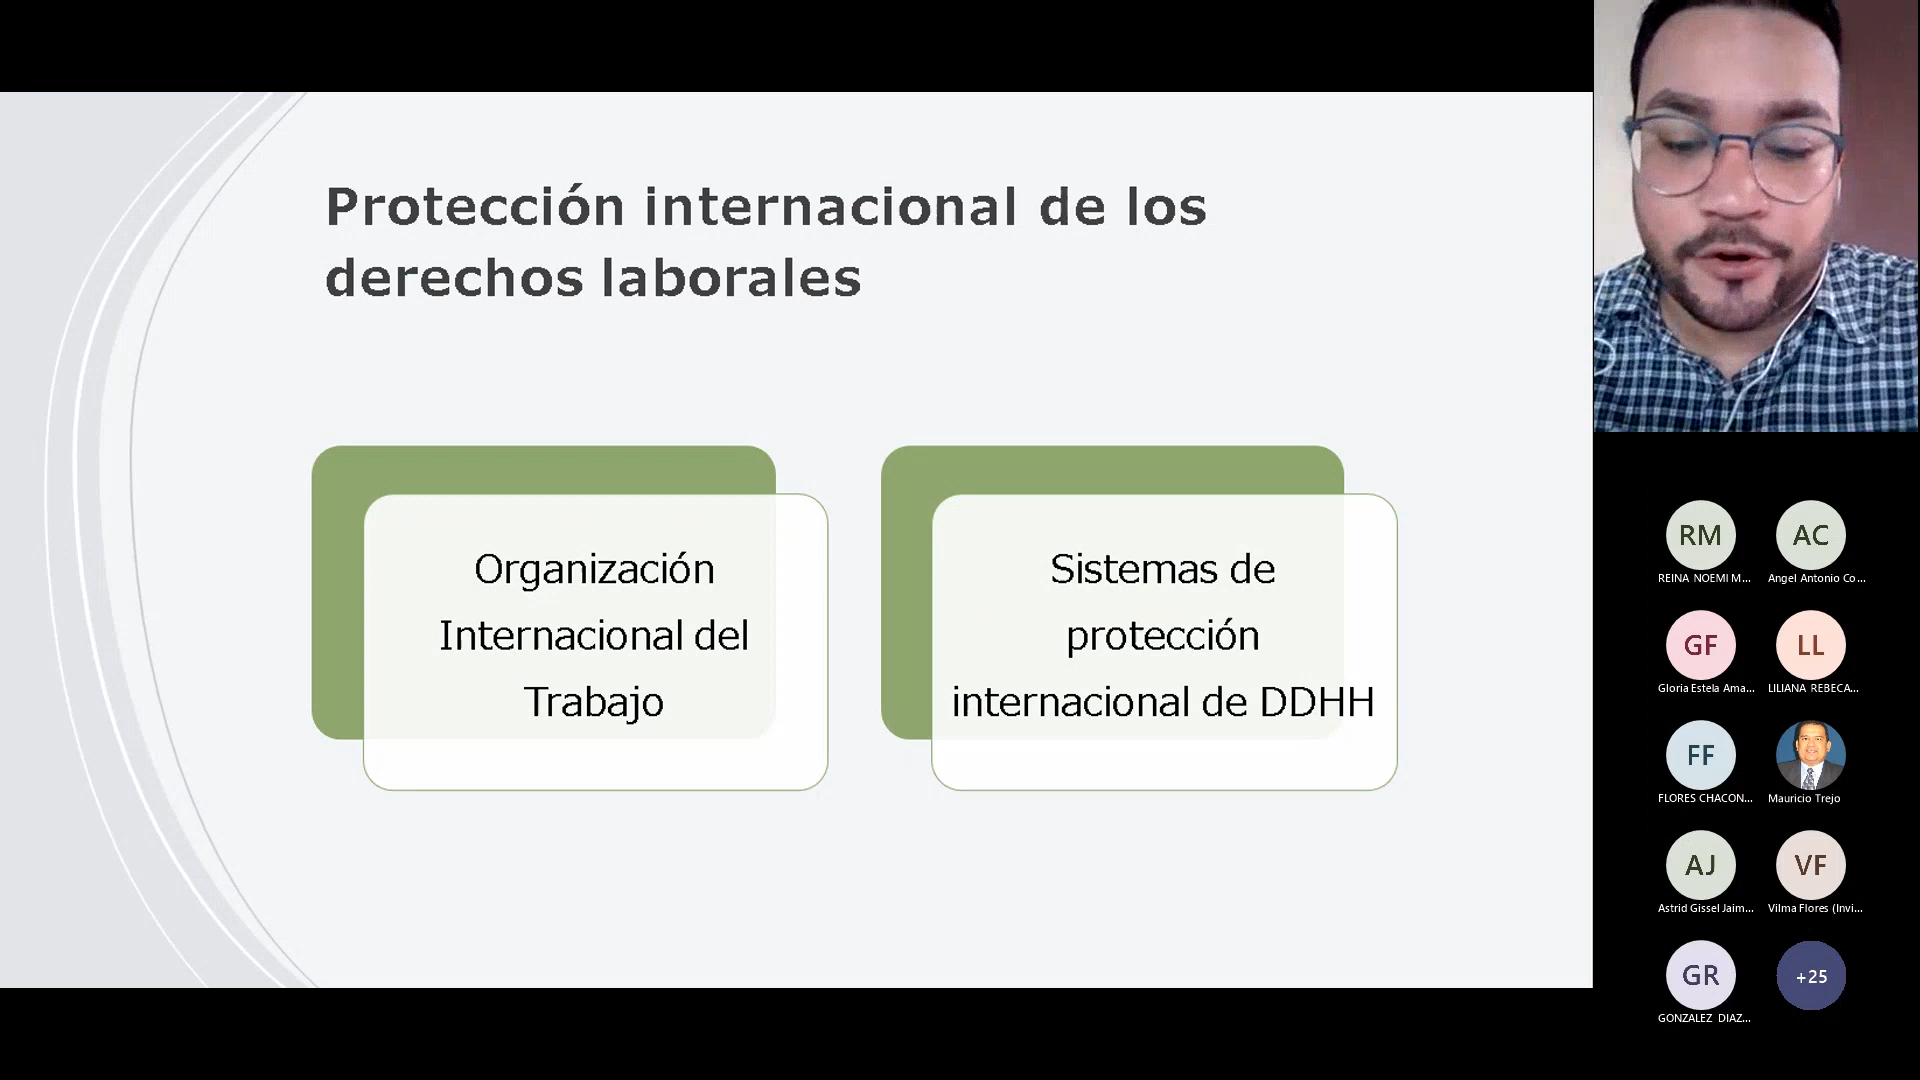 Protección internacional de los
derechos laborales
Organización
Internacional del
Trabajo
Sistemas de
protección
internacional de DDHH
RM
REINA NOEMI M...
AC
Angel Antonio Co...
GF
Gloria Estela Ama...
LL
LILIANA REBECA...
FF
FLORES CHACON...
Mauricio Trejo
AJ
Astrid Gissel Jaim...
VF
Vilma Flores (Invi...
GR
GONZALEZ DIAZ...
+25